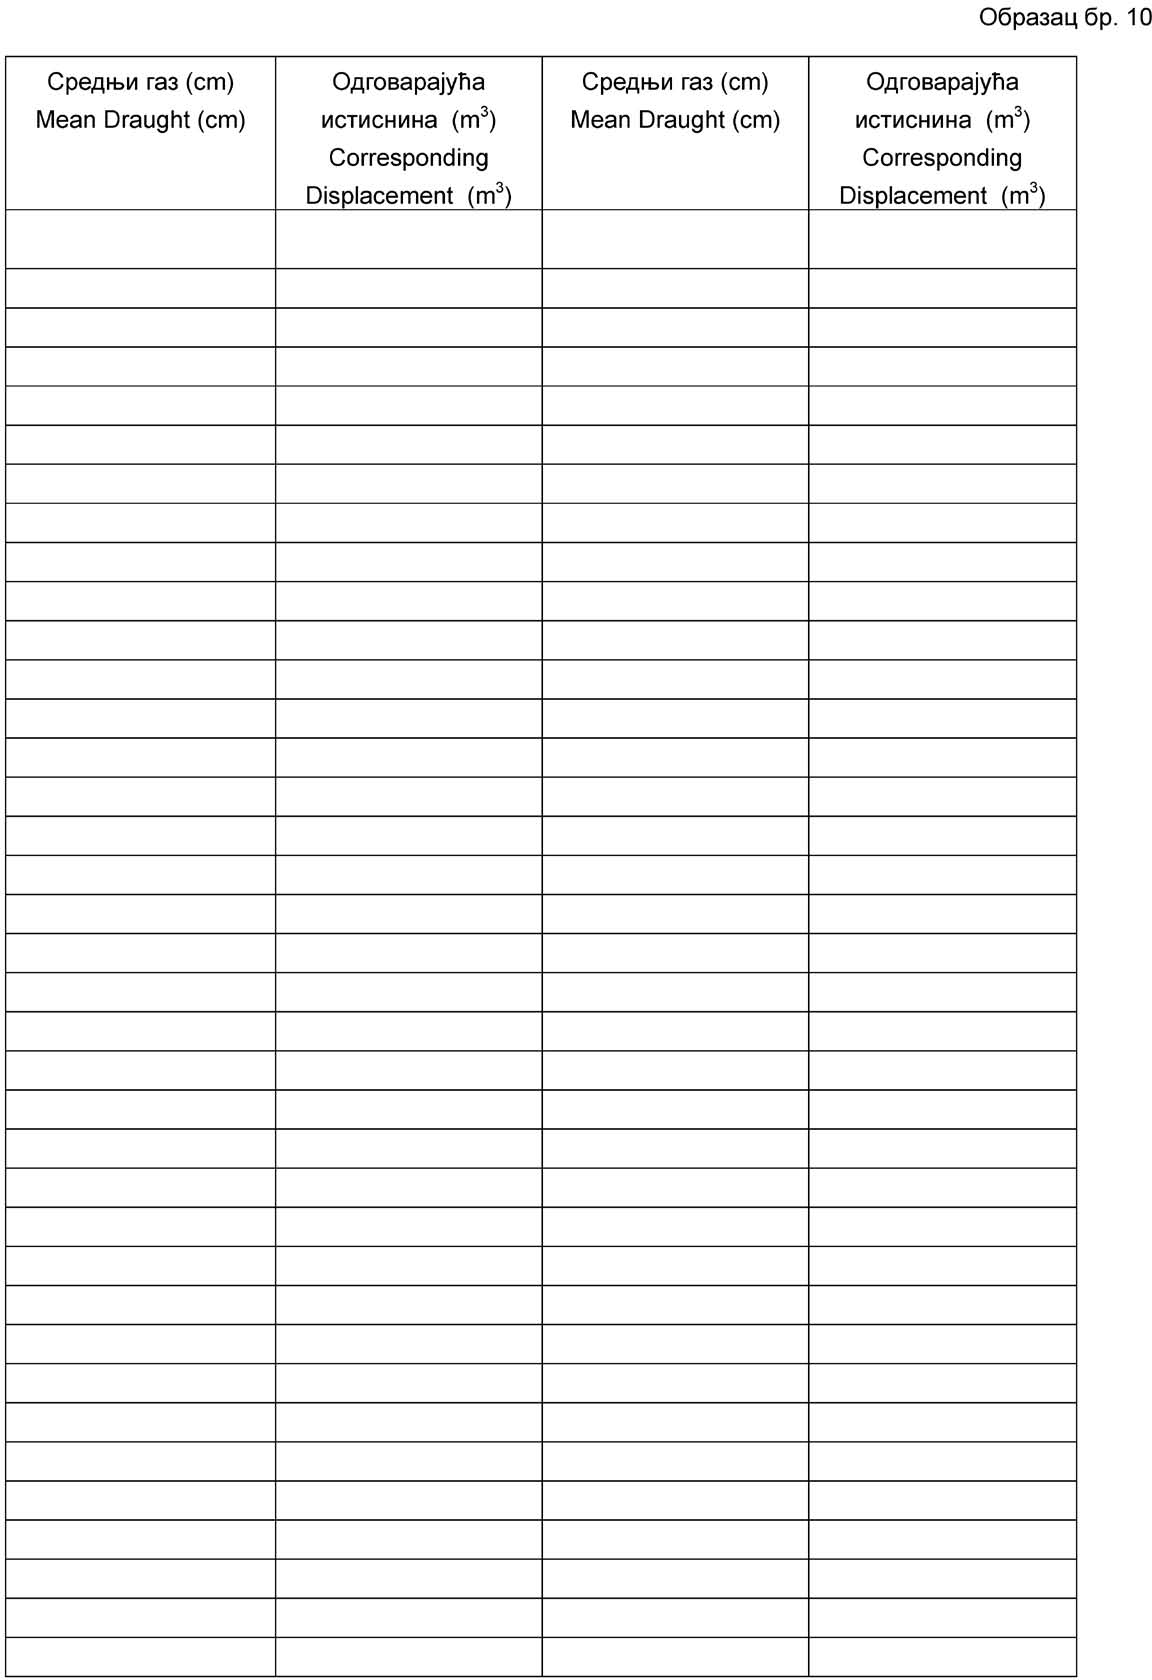 Образац бр. 10
Средњи газ (cm)
Mean Draught (cm)
Одговарајућа
истиснина (m³)
Corresponding
Displacement (m³)
Средњи газ (cm)
Mean Draught (cm)
Одговарајућа
истиснина (m³)
Corresponding
Displacement (m³)